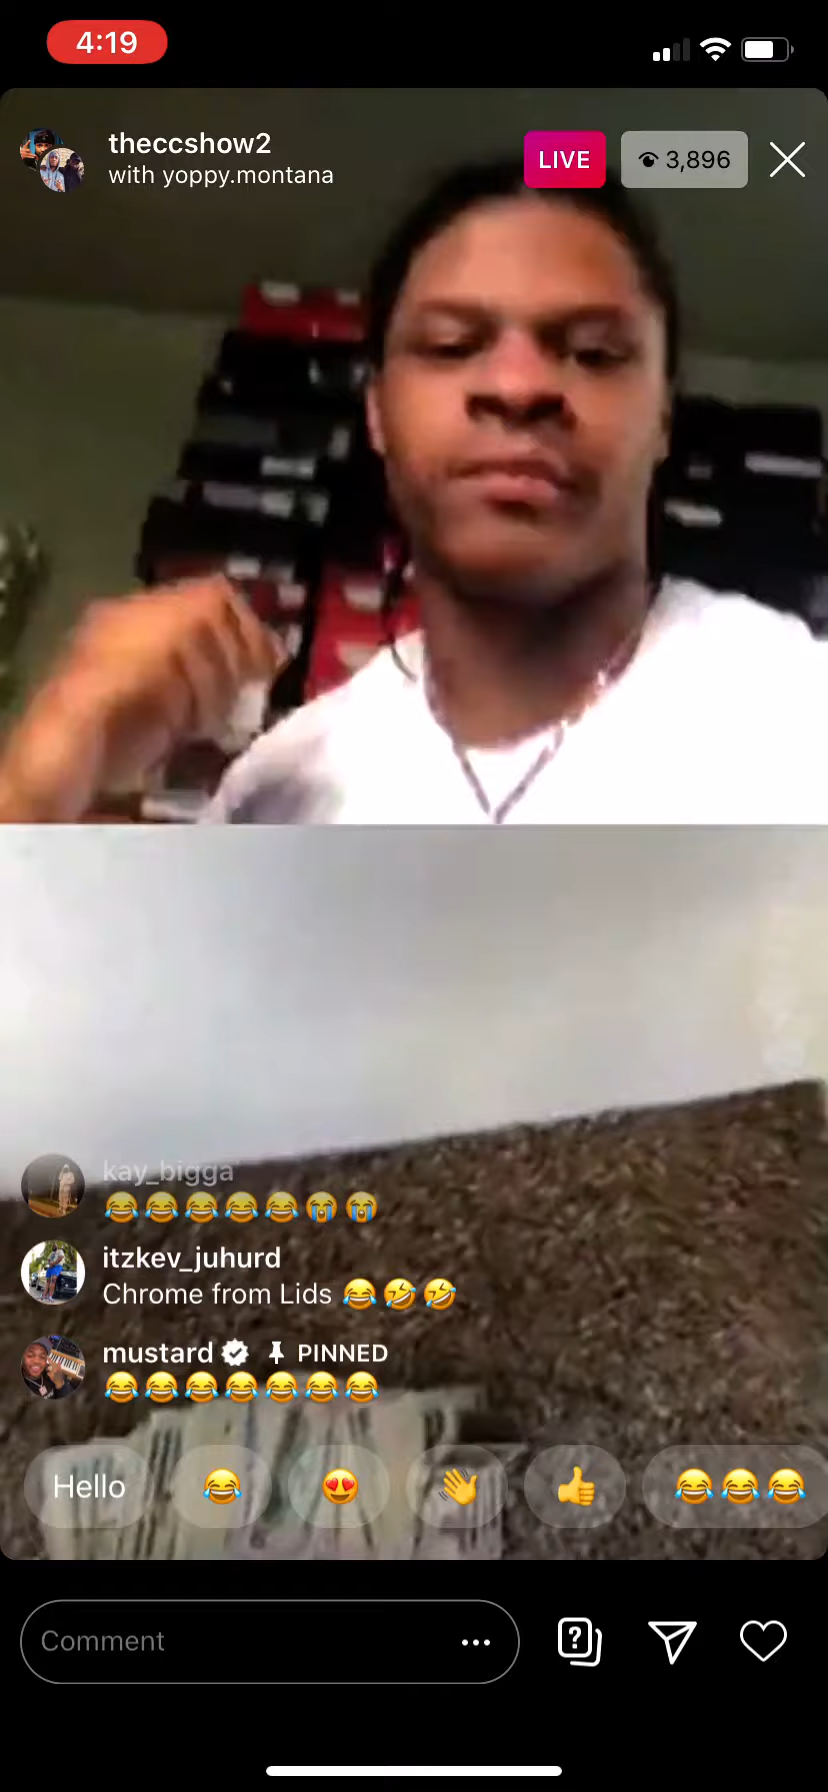 4:19
theccshow2
with yoppy.montana
LIVE
3,896
kay_bigga
😂😂😂😂😂😭😭
itzkev_juhurd
Chrome from Lids 😂🤣🤣
mustard PINNED
😂😂😂😂😂😂😂
Hello 😂 😍 👋 👍 😂😂😂
Comment